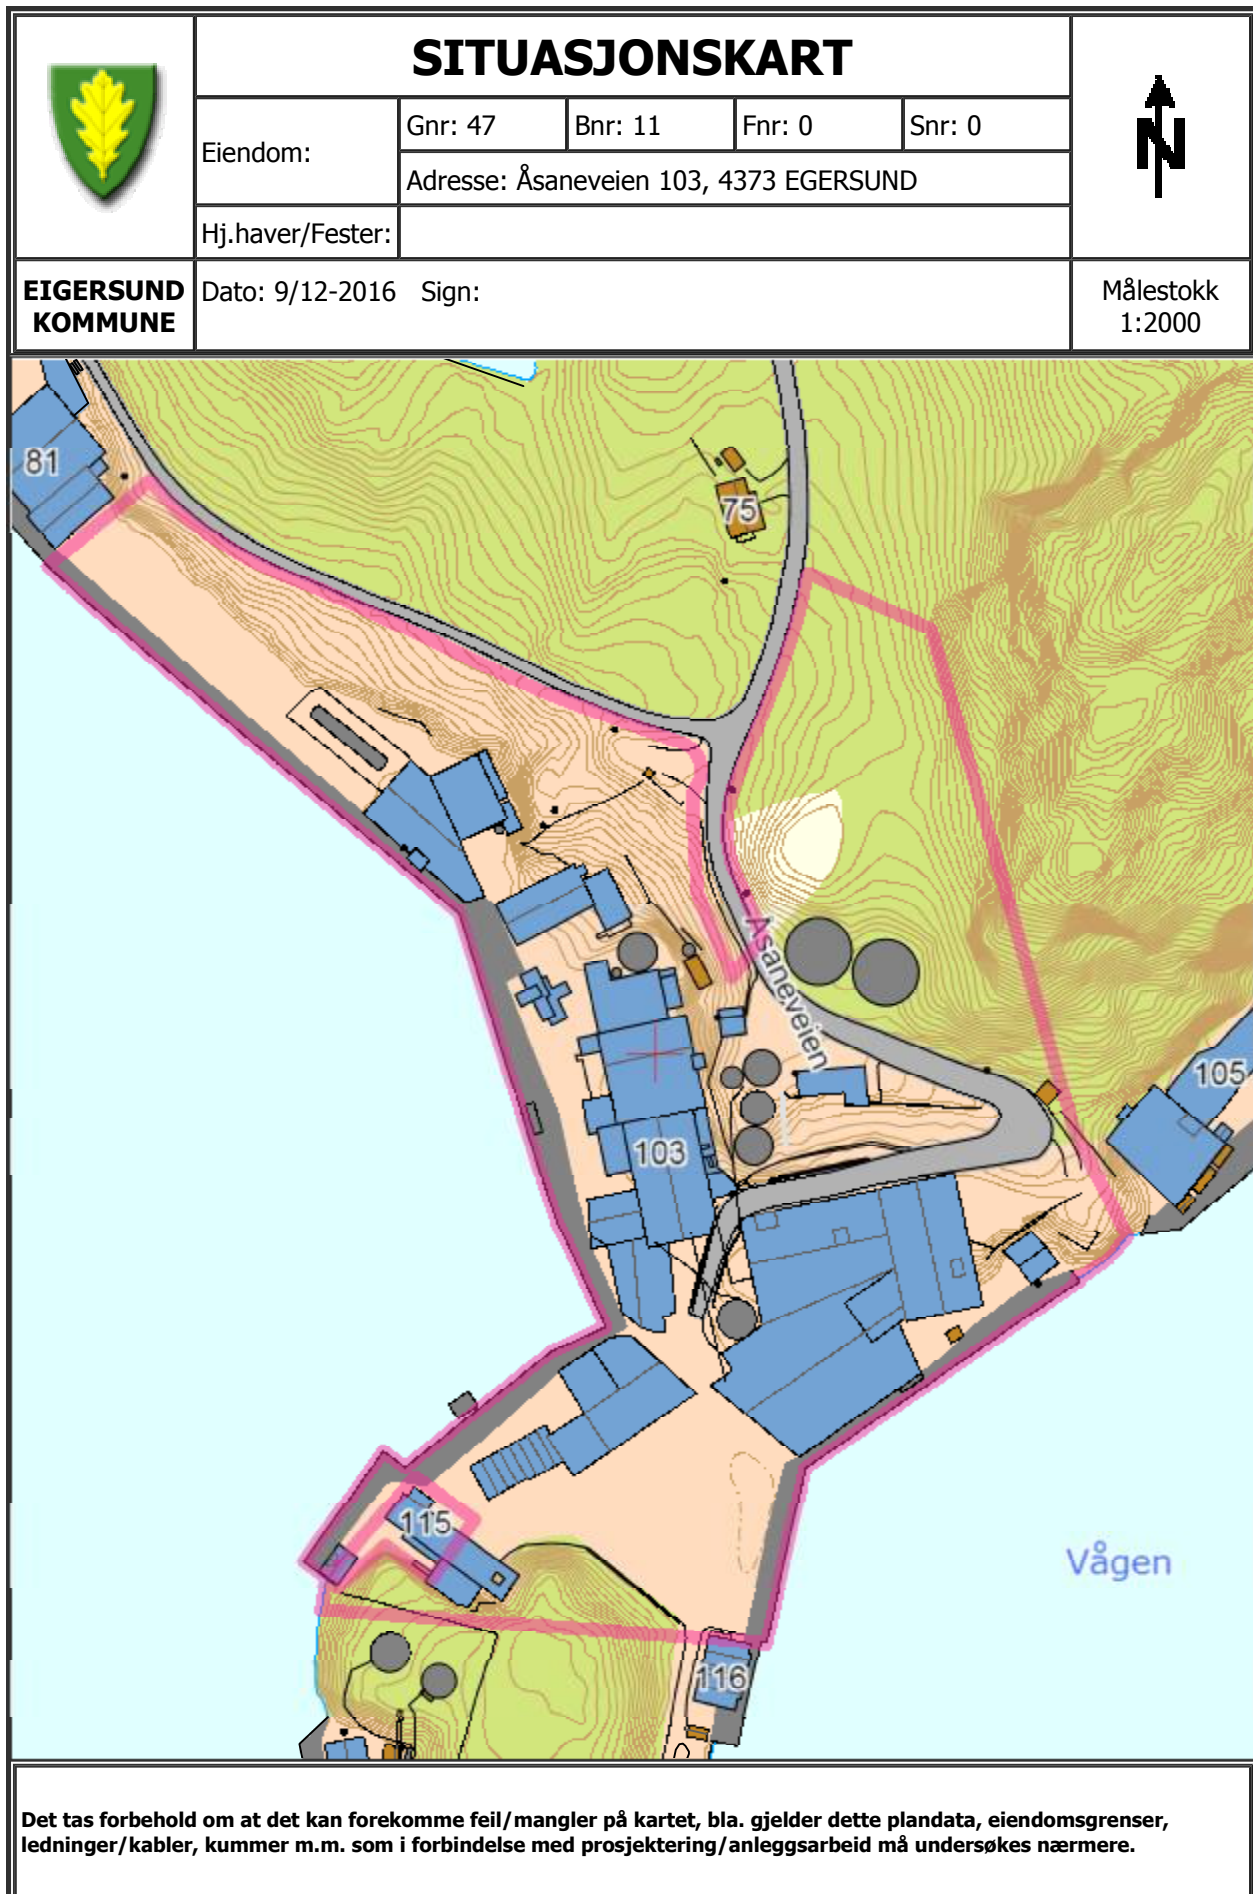 SITUASJONSKART
Eiendom:
Gnr: 47
Bnr: 11
Fnr: 0
Snr: 0
Adresse: Åsaneveien 103, 4373 EGERSUND
Hj.haver/Fester:
N
EIGERSUND
KOMMUNE
Dato: 9/12-2016 Sign:
Målestokk
1:2000
81
75
Åsaneveien
105
103
115
Vågen
116
Det tas forbehold om at det kan forekomme feil/mangler på kartet, bla. gjelder dette plandata, eiendomsgrenser,
ledninger/kabler, kummer m.m. som i forbindelse med prosjektering/anleggsarbeid må undersøkes nærmere.